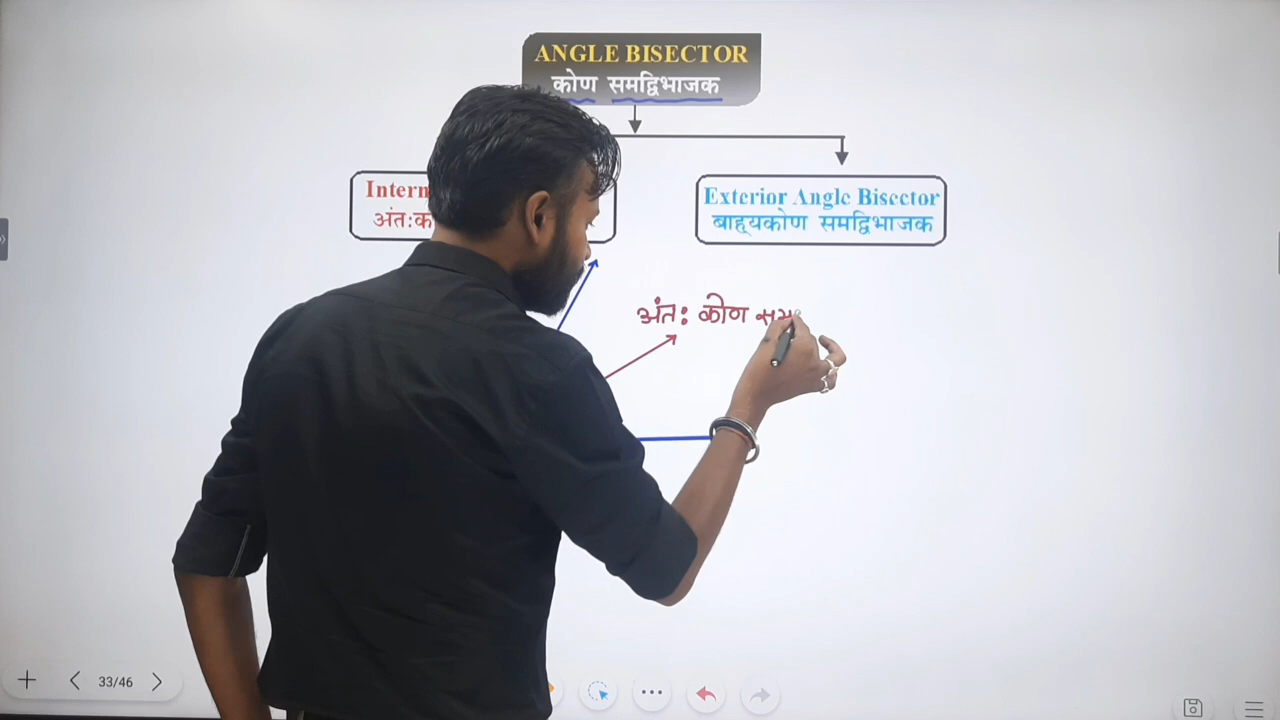 ANGLE BISECTOR
कोण समद्विभाजक
Exterior Angle Bisector
बाह्यकोण समद्विभाजक
अंतः कोण
33/46